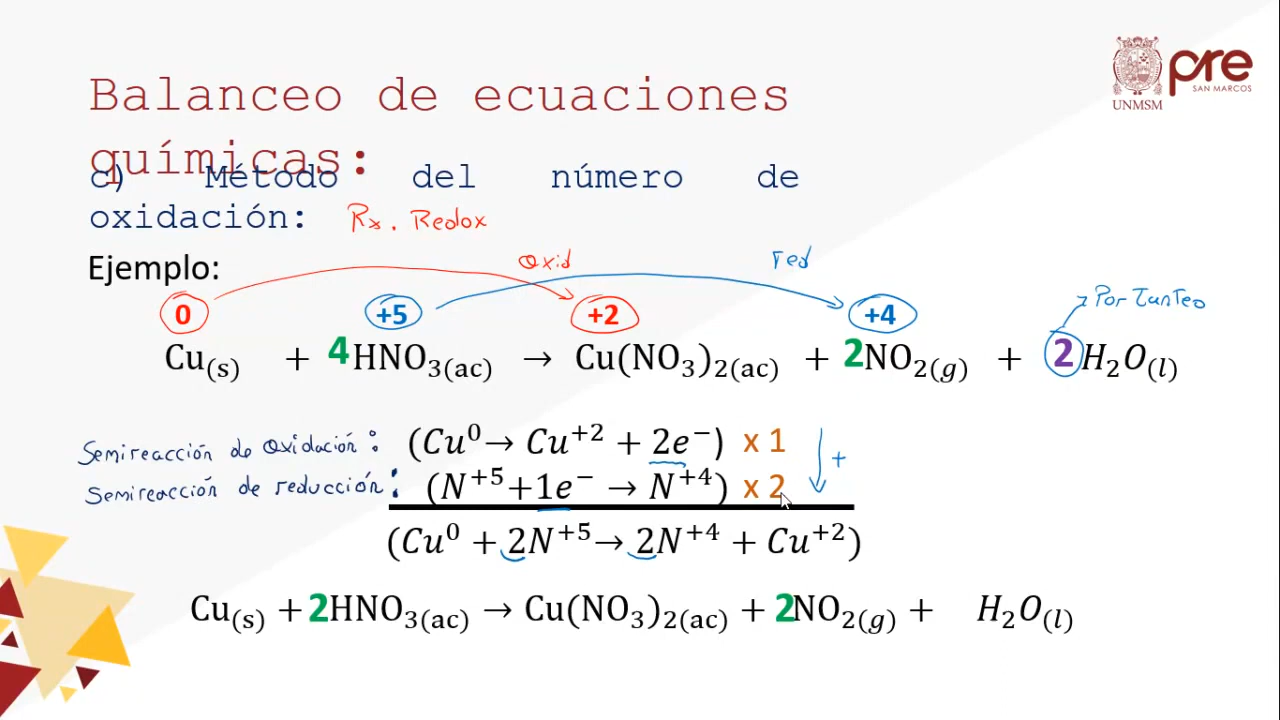 Balanceo de ecuaciones
químicas:
UNMSM
pre
SAN MARCOS
c) Método del número de
oxidación: Rx. Redox
Ejemplo:
Oxid red
0 +5 +2 +4 Por Tanteo
Cu(s) + 4HNO₃(ac) → Cu(NO₃)₂(ac) + 2NO₂(g) + 2H₂O(l)
Semireacción de Oxidación: (Cu⁰→ Cu⁺² + 2e⁻) x 1
Semireacción de reducción: (N⁺⁵+1e⁻ → N⁺⁴) x 2 +
(Cu⁰ + 2N⁺⁵→ 2N⁺⁴ + Cu⁺²)
Cu(s) + 2HNO₃(ac) → Cu(NO₃)₂(ac) + 2NO₂(g) + H₂O(l)